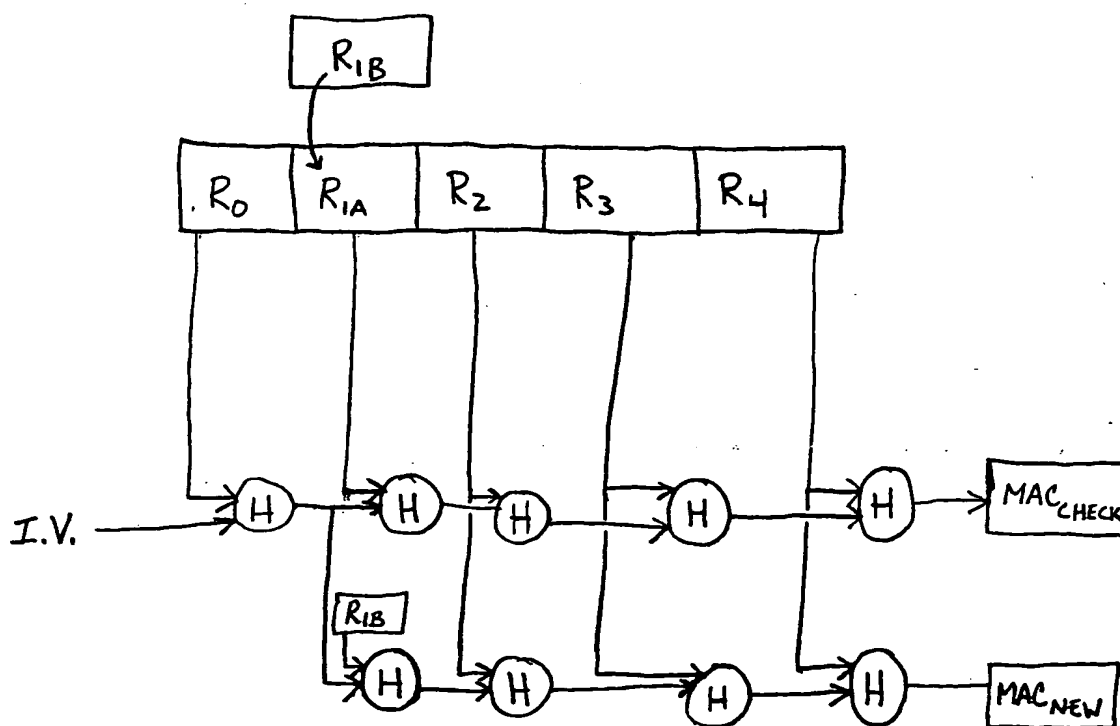 R1B
R0 R1A R2 R3 R4
H H H H H MACCHECK
I.V.
R1B
H H H H MACNEW